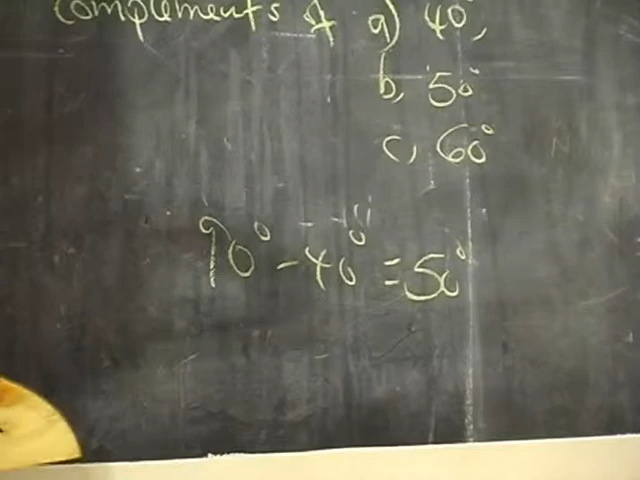 complements of a) 40°,
b, 50°
c, 60°
90° - 40° = 50°